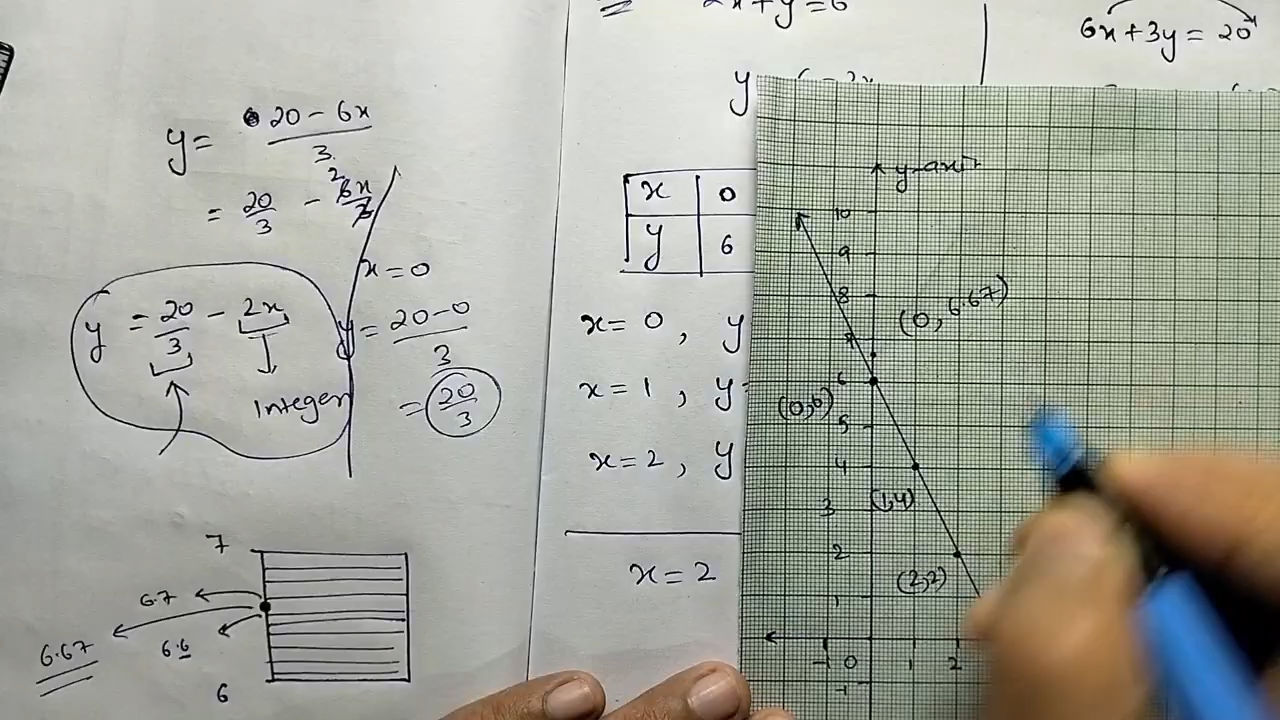 y = 20 - 6x / 3
= 20/3 - 6x/3 2
y = 20/3 - 2x
Integer
x = 0
y = 20 - 0 / 3
= 20/3
7
6.7
6.6
6.67
6
2x + y = 6
y
x 0
y 6
x = 0 , y
x = 1 , y =
x = 2 , y
x = 2
6x + 3y = 20
y-axis
10
9
8
7
6
5
4
3
2
1
(0, 6.67)
(0,6)
(1,4)
(2,2)
-1 0 1 2
-1